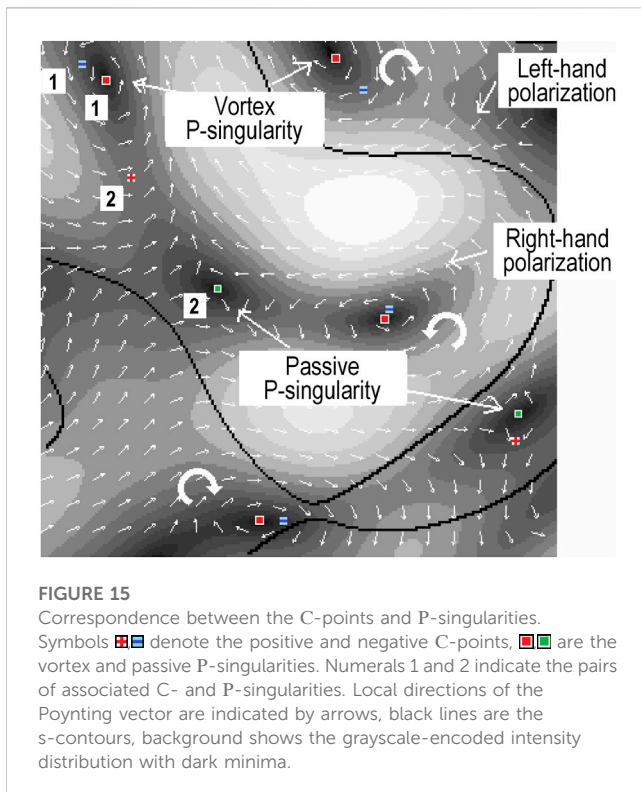 1
1
Vortex
P-singularity
Left-hand
polarization
2
Right-hand
polarization
2
Passive
P-singularity
FIGURE 15
Correspondence between the C-points and P-singularities.
Symbols denote the positive and negative C-points, are the
vortex and passive P-singularities. Numerals 1 and 2 indicate the pairs
of associated C- and P-singularities. Local directions of the
Poynting vector are indicated by arrows, black lines are the
s-contours, background shows the grayscale-encoded intensity
distribution with dark minima.